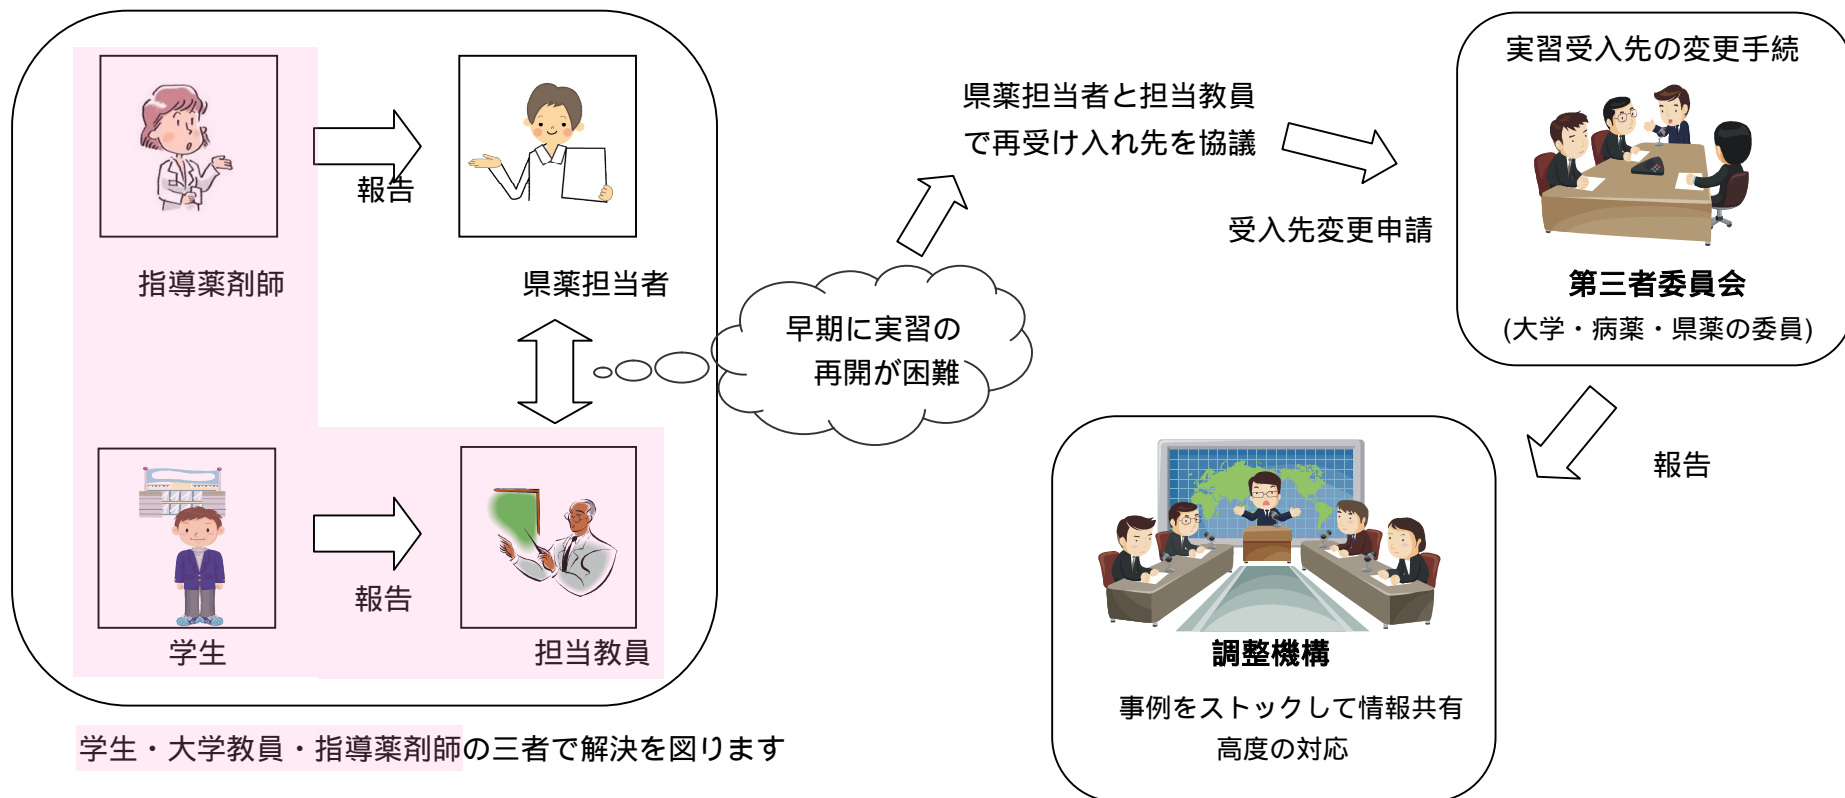 報告
指導薬剤師
県薬担当者
報告
学生
担当教員
学生・大学教員・指導薬剤師の三者で解決を図ります
早期に実習の
再開が困難
県薬担当者と担当教員
で再受け入れ先を協議
受入先変更申請
実習受入先の変更手続
第三者委員会
(大学・病薬・県薬の委員)
報告
調整機構
事例をストックして情報共有
高度の対応